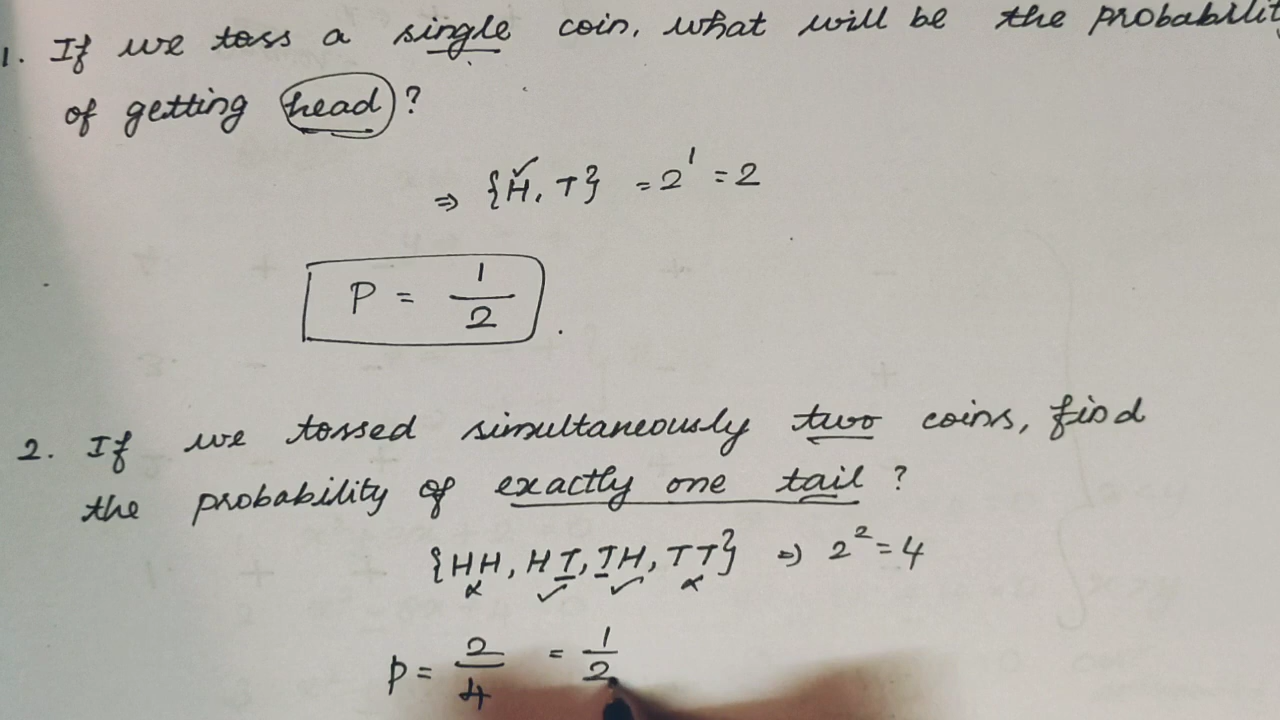 1. If we toss a single coin, what will be the probability
of getting head ?
⇒ {H, T} = 2¹ = 2
P = 1/2 .
2. If we tossed simultaneously two coins, find
the probability of exactly one tail ?
{HH, HT, TH, TT} ⇒ 2² = 4
P = 2/4 = 1/2